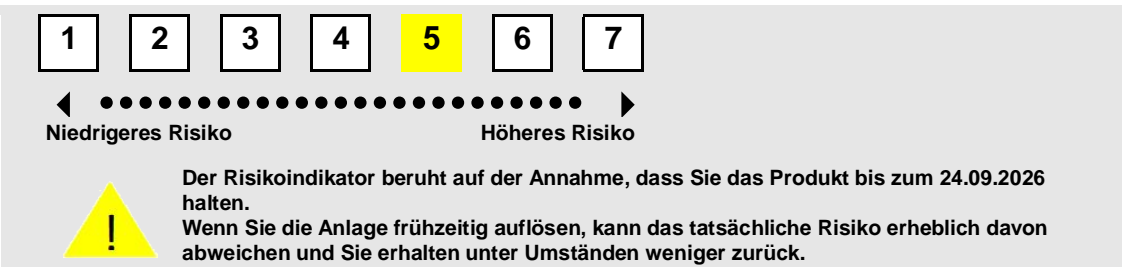 1 2 3 4 5 6 7
Niedrigeres Risiko Höheres Risiko
Der Risikoindikator beruht auf der Annahme, dass Sie das Produkt bis zum 24.09.2026
halten.
Wenn Sie die Anlage frühzeitig auflösen, kann das tatsächliche Risiko erheblich davon
abweichen und Sie erhalten unter Umständen weniger zurück.
!